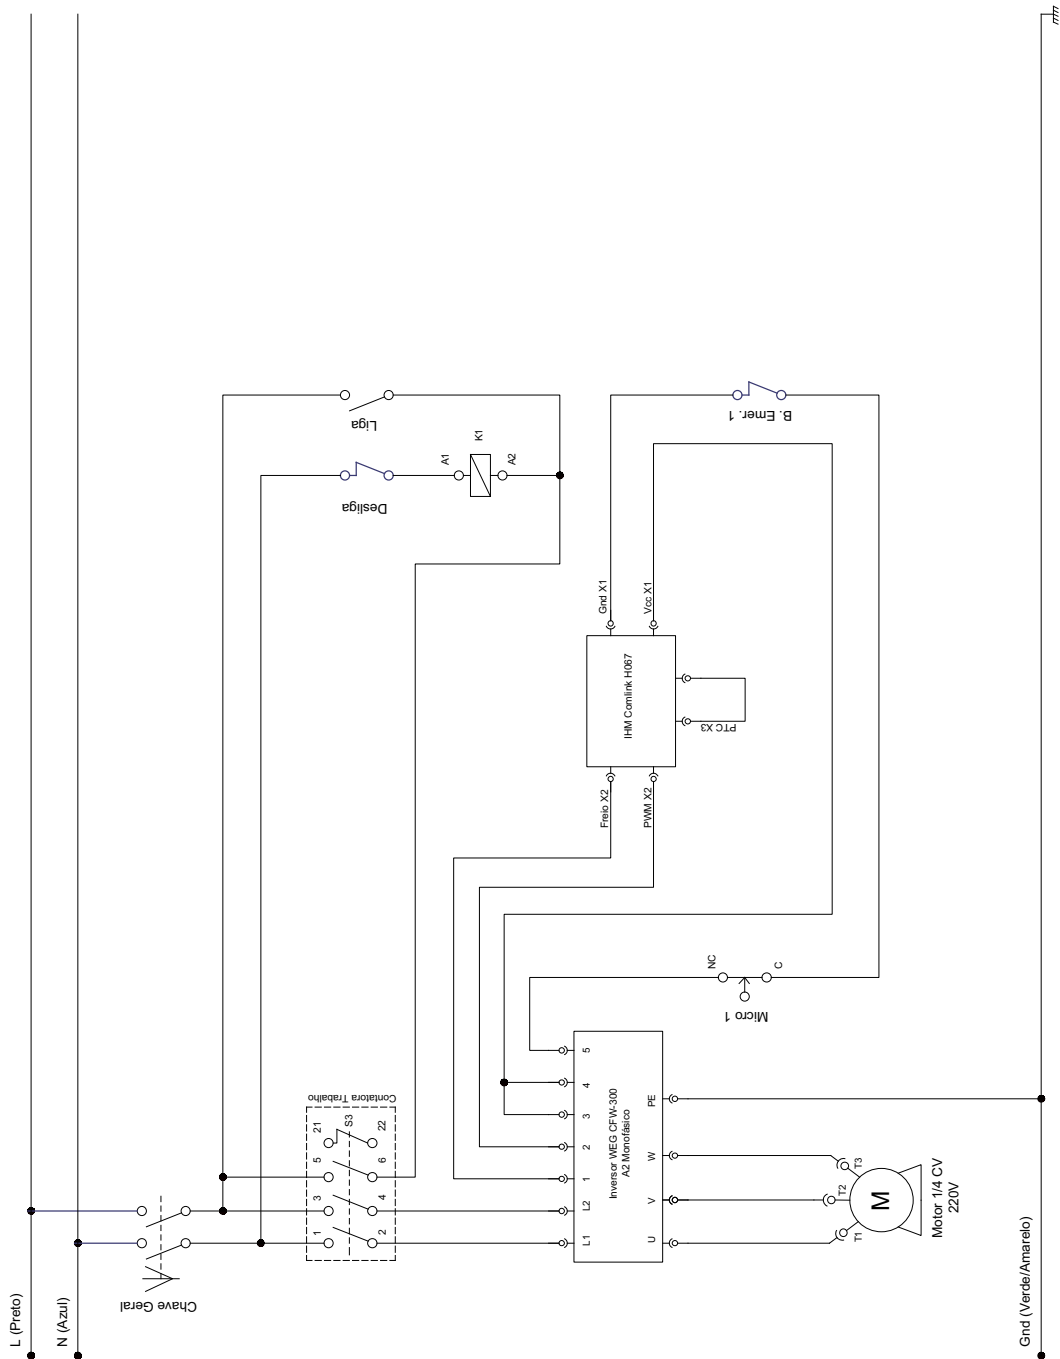 L (Preto)
N (Azul)
Chave Geral
Liga
Desliga
A1
K1
A2
B. Emer. 1
Gnd X1
Vcc X1
IHM Comlink H067
PTC X3
Freio X2
PWM X2
NC
C
Micro 1
Contatora Trabalho
S3
21
22
5
6
3
4
1
2
5
4
3
2
1
L2
L1
Inversor WEG CFW-300
A2 Monofásico
PE
W
V
U
T3
T2
T1
M
Motor 1/4 CV
220V
Gnd (Verde/Amarelo)